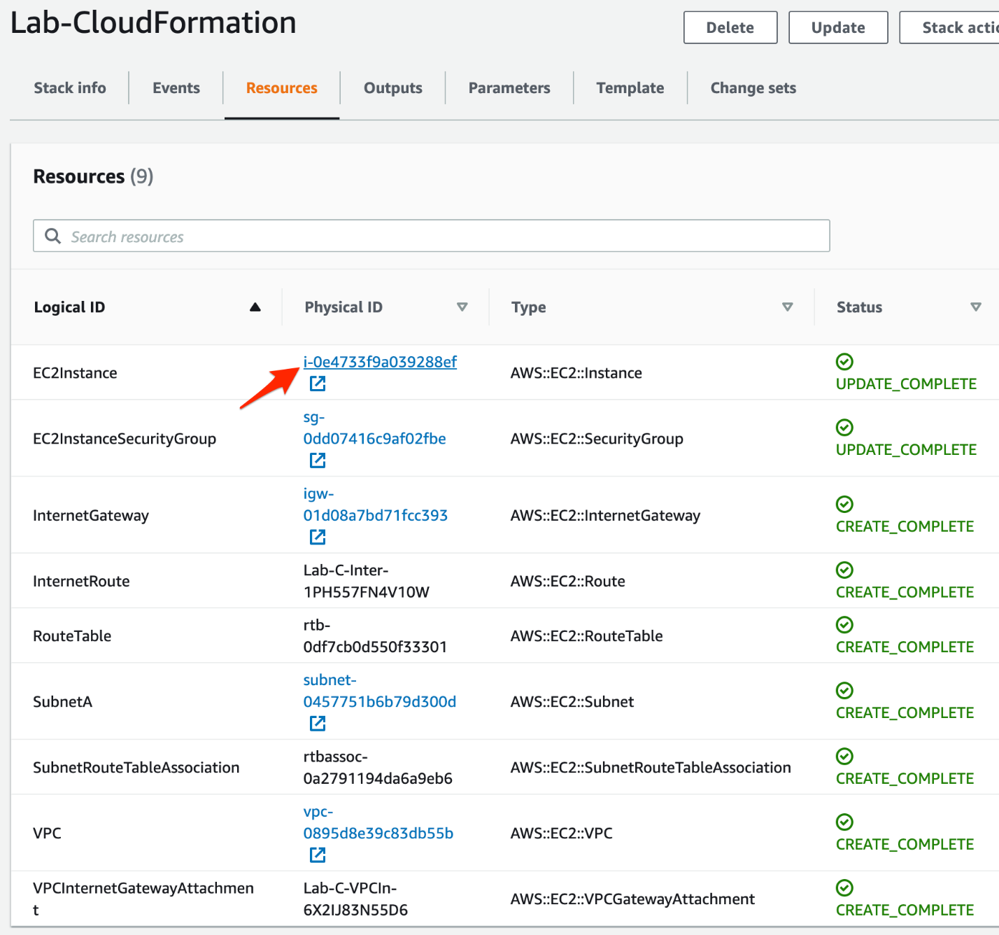 Lab-CloudFormation
Delete
Update
Stack actio
Stack info
Events
Resources
Outputs
Parameters
Template
Change sets
Resources (9)
Search resources
Logical ID
Physical ID
Type
Status
EC2Instance
i-0e4733f9a039288ef
AWS::EC2::Instance
UPDATE_COMPLETE
EC2InstanceSecurityGroup
sg-
0dd07416c9af02fbe
AWS::EC2::SecurityGroup
UPDATE_COMPLETE
InternetGateway
igw-
01d08a7bd71fcc393
AWS::EC2::InternetGateway
CREATE_COMPLETE
InternetRoute
Lab-C-Inter-
1PH557FN4V10W
AWS::EC2::Route
CREATE_COMPLETE
RouteTable
rtb-
0df7cb0d550f33301
AWS::EC2::RouteTable
CREATE_COMPLETE
SubnetA
subnet-
0457751b6b79d300d
AWS::EC2::Subnet
CREATE_COMPLETE
SubnetRouteTableAssociation
rtbassoc-
0a2791194da6a9eb6
AWS::EC2::SubnetRouteTableAssociation
CREATE_COMPLETE
VPC
vpc-
0895d8e39c83db55b
AWS::EC2::VPC
CREATE_COMPLETE
VPCInternetGatewayAttachmen
t
Lab-C-VPCIn-
6X2IJ83N55D6
AWS::EC2::VPCGatewayAttachment
CREATE_COMPLETE